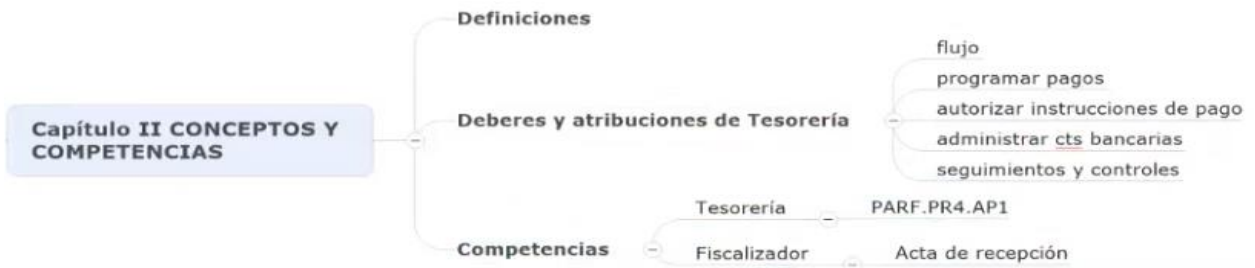 Capítulo II CONCEPTOS Y
COMPETENCIAS
Definiciones
Deberes y atribuciones de Tesorería
flujo
programar pagos
autorizar instrucciones de pago
administrar cts bancarias
seguimientos y controles
Competencias
Tesorería
PARF.PR4.AP1
Fiscalizador
Acta de recepción